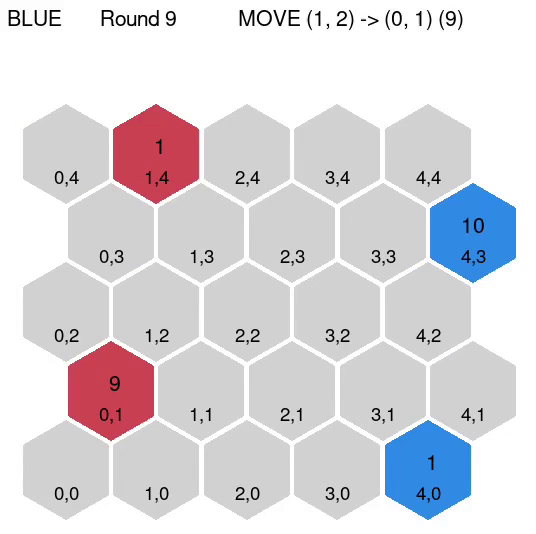 BLUE Round 9 MOVE (1, 2) -> (0, 1) (9)
1
0,4 1,4 2,4 3,4 4,4
10
0,3 1,3 2,3 3,3 4,3
0,2 1,2 2,2 3,2 4,2
9
0,1 1,1 2,1 3,1 4,1
1
0,0 1,0 2,0 3,0 4,0